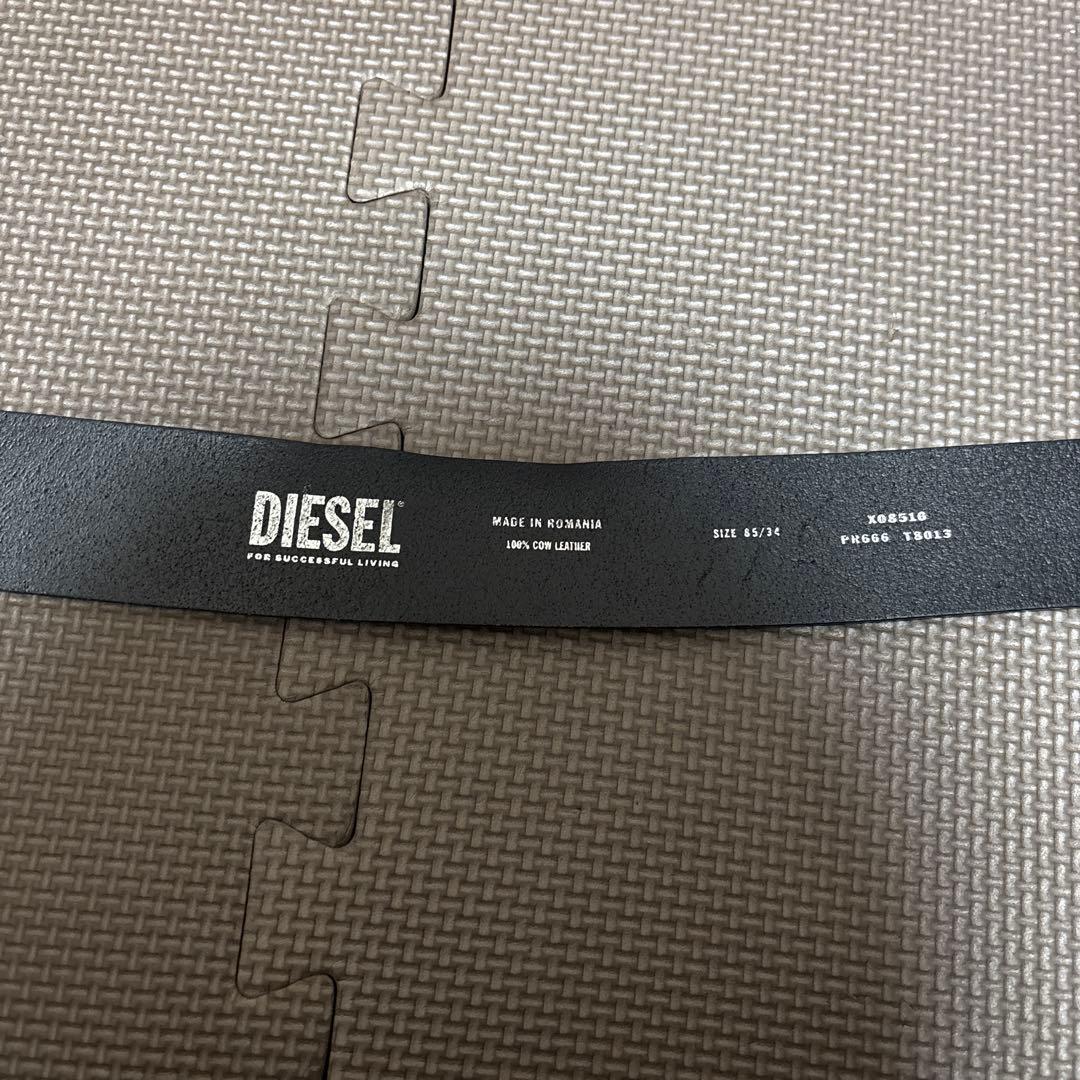 DIESEL®
FOR SUCCESSFUL LIVING
MADE IN ROMANIA
100% COW LEATHER
SIZE 85/34
X08516
PR666 T8013